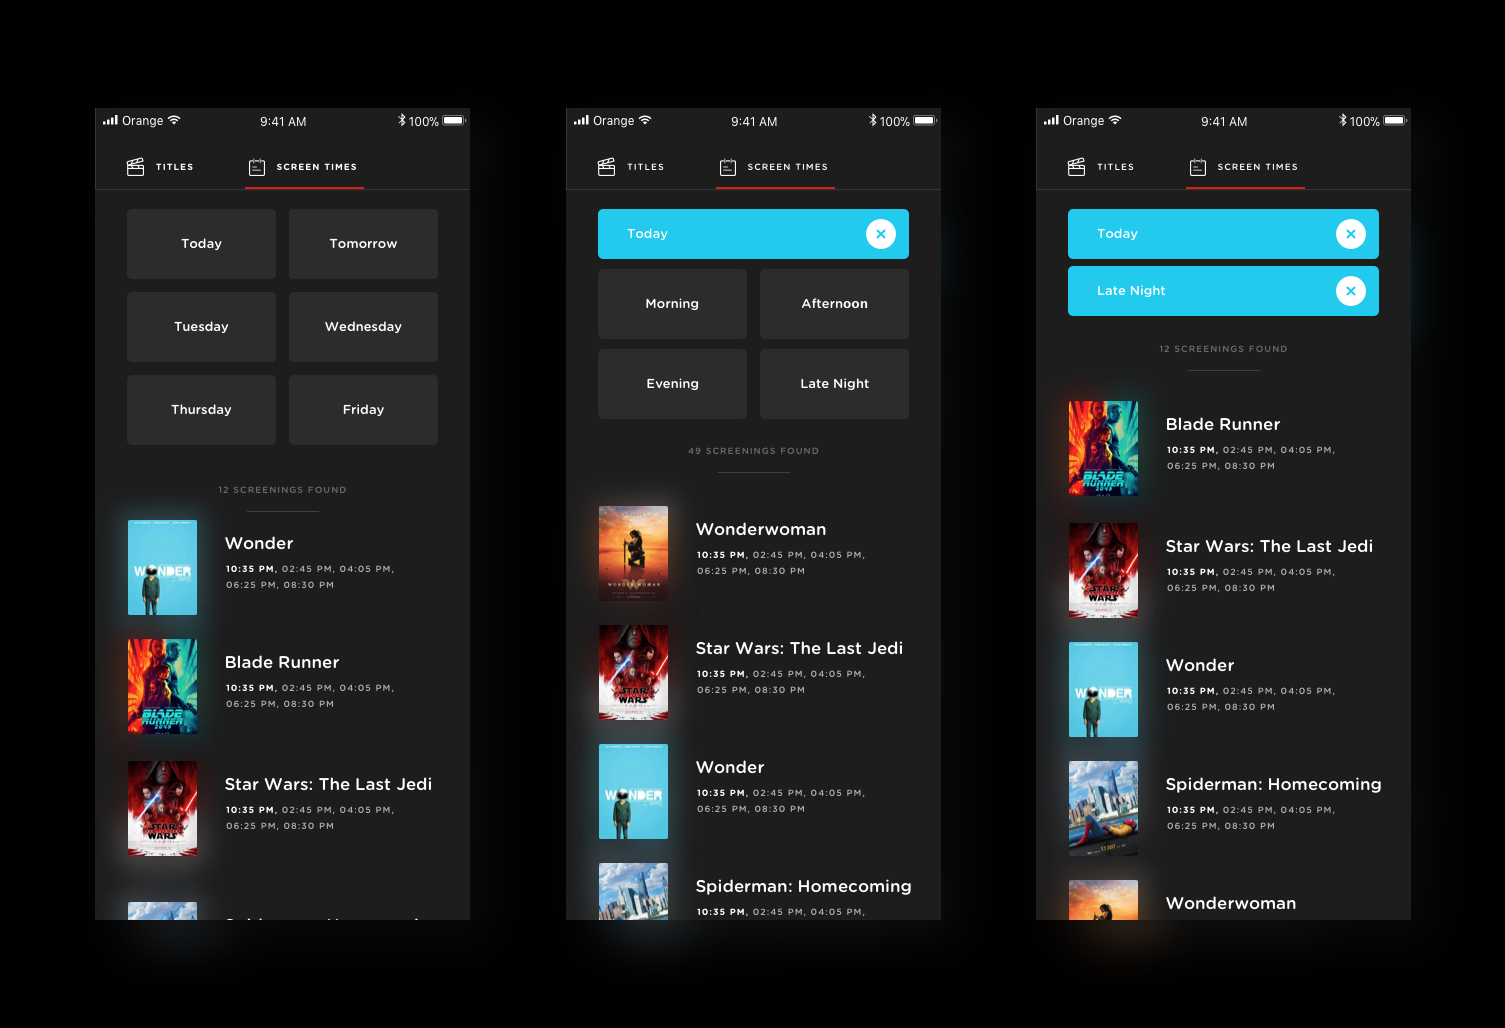 Orange 9:41 AM 100%
TITLES SCREEN TIMES
Today Tomorrow
Tuesday Wednesday
Thursday Friday
12 SCREENINGS FOUND
WONDER
Wonder
10:35 PM, 02:45 PM, 04:05 PM,
06:25 PM, 08:30 PM
BLADE
RUNNER
2049
Blade Runner
10:35 PM, 02:45 PM, 04:05 PM,
06:25 PM, 08:30 PM
STAR
WARS
Star Wars: The Last Jedi
10:35 PM, 02:45 PM, 04:05 PM,
06:25 PM, 08:30 PM
Orange 9:41 AM 100%
TITLES SCREEN TIMES
Today
Morning Afternoon
Evening Late Night
49 SCREENINGS FOUND
WONDER WOMAN
Wonderwoman
10:35 PM, 02:45 PM, 04:05 PM,
06:25 PM, 08:30 PM
STAR
WARS
Star Wars: The Last Jedi
10:35 PM, 02:45 PM, 04:05 PM,
06:25 PM, 08:30 PM
WONDER
Wonder
10:35 PM, 02:45 PM, 04:05 PM,
06:25 PM, 08:30 PM
Spiderman: Homecoming
10:35 PM, 02:45 PM, 04:05 PM,
Orange 9:41 AM 100%
TITLES SCREEN TIMES
Today
Late Night
12 SCREENINGS FOUND
BLADE
RUNNER
2049
Blade Runner
10:35 PM, 02:45 PM, 04:05 PM,
06:25 PM, 08:30 PM
STAR
WARS
Star Wars: The Last Jedi
10:35 PM, 02:45 PM, 04:05 PM,
06:25 PM, 08:30 PM
WONDER
Wonder
10:35 PM, 02:45 PM, 04:05 PM,
06:25 PM, 08:30 PM
Spiderman: Homecoming
10:35 PM, 02:45 PM, 04:05 PM,
06:25 PM, 08:30 PM
Wonderwoman